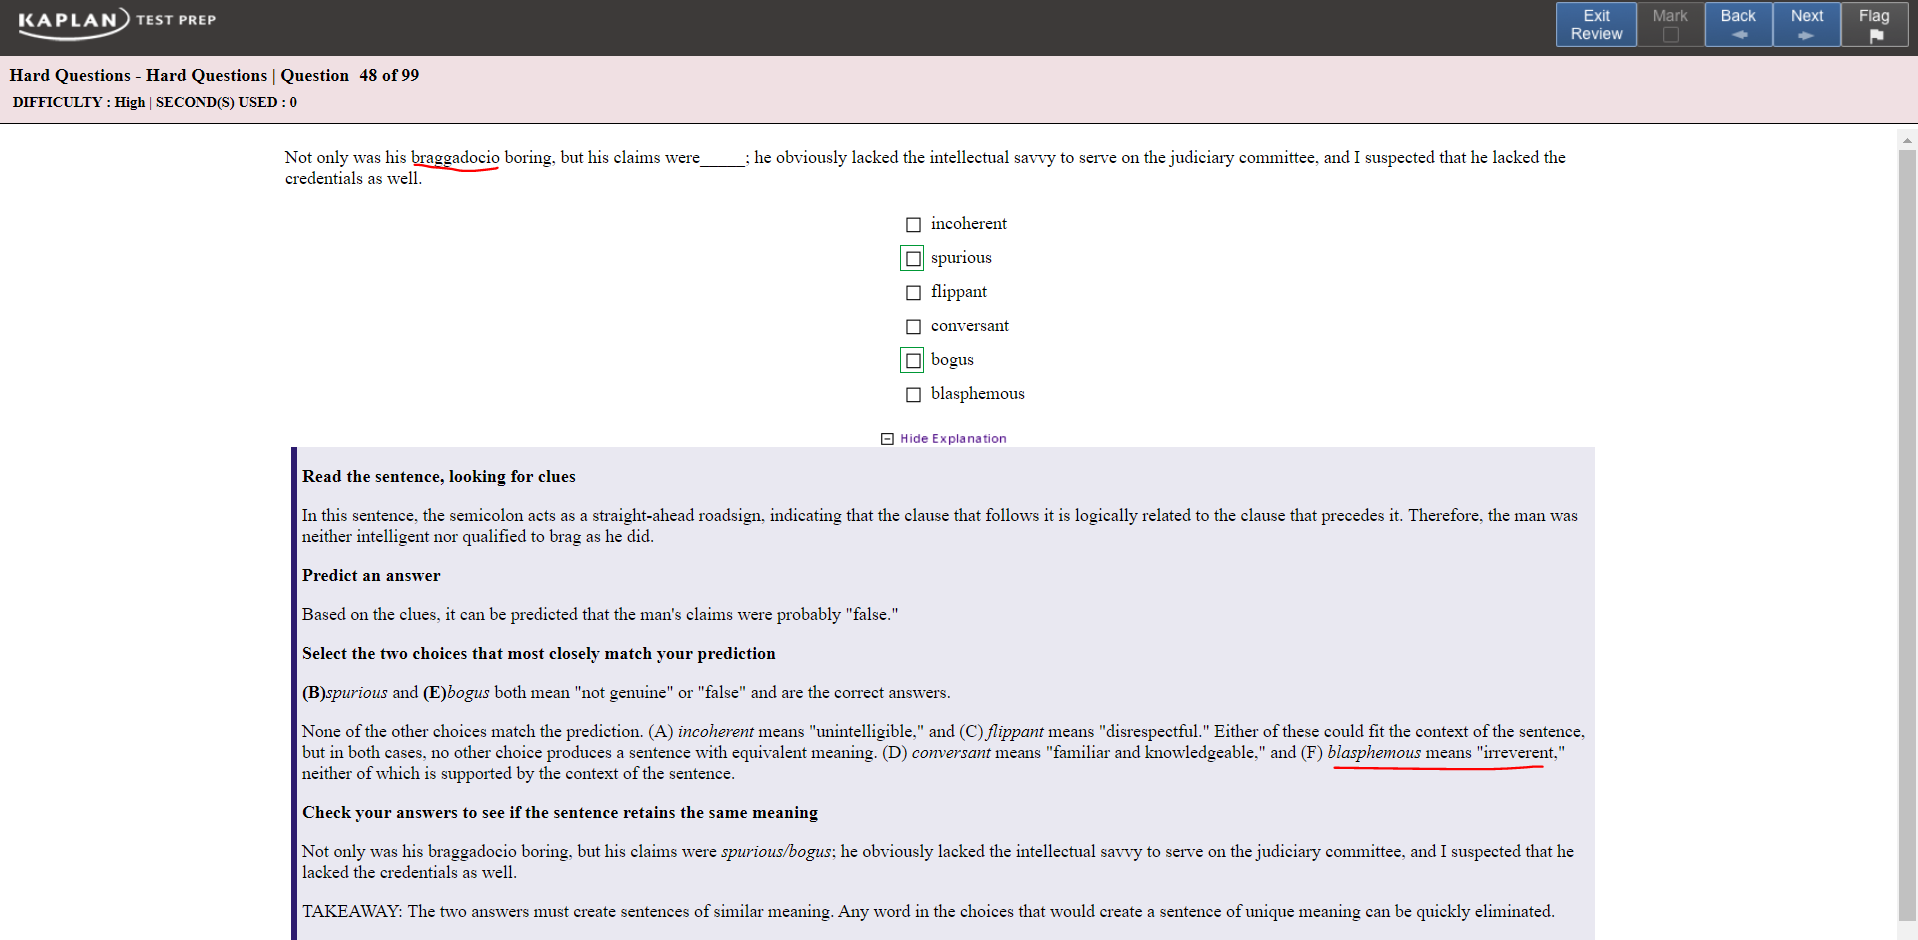 KAPLAN TEST PREP
Exit Review
Mark
Back
Next
Flag
Hard Questions - Hard Questions | Question 48 of 99
DIFFICULTY : High | SECOND(S) USED : 0
Not only was his braggadocio boring, but his claims were_____; he obviously lacked the intellectual savvy to serve on the judiciary committee, and I suspected that he lacked the
credentials as well.
incoherent
spurious
flippant
conversant
bogus
blasphemous
Hide Explanation
Read the sentence, looking for clues
In this sentence, the semicolon acts as a straight-ahead roadsign, indicating that the clause that follows it is logically related to the clause that precedes it. Therefore, the man was
neither intelligent nor qualified to brag as he did.
Predict an answer
Based on the clues, it can be predicted that the man's claims were probably "false."
Select the two choices that most closely match your prediction
(B)spurious and (E)bogus both mean "not genuine" or "false" and are the correct answers.
None of the other choices match the prediction. (A) incoherent means "unintelligible," and (C) flippant means "disrespectful." Either of these could fit the context of the sentence,
but in both cases, no other choice produces a sentence with equivalent meaning. (D) conversant means "familiar and knowledgeable," and (F) blasphemous means "irreverent,"
neither of which is supported by the context of the sentence.
Check your answers to see if the sentence retains the same meaning
Not only was his braggadocio boring, but his claims were spurious/bogus; he obviously lacked the intellectual savvy to serve on the judiciary committee, and I suspected that he
lacked the credentials as well.
TAKEAWAY: The two answers must create sentences of similar meaning. Any word in the choices that would create a sentence of unique meaning can be quickly eliminated.